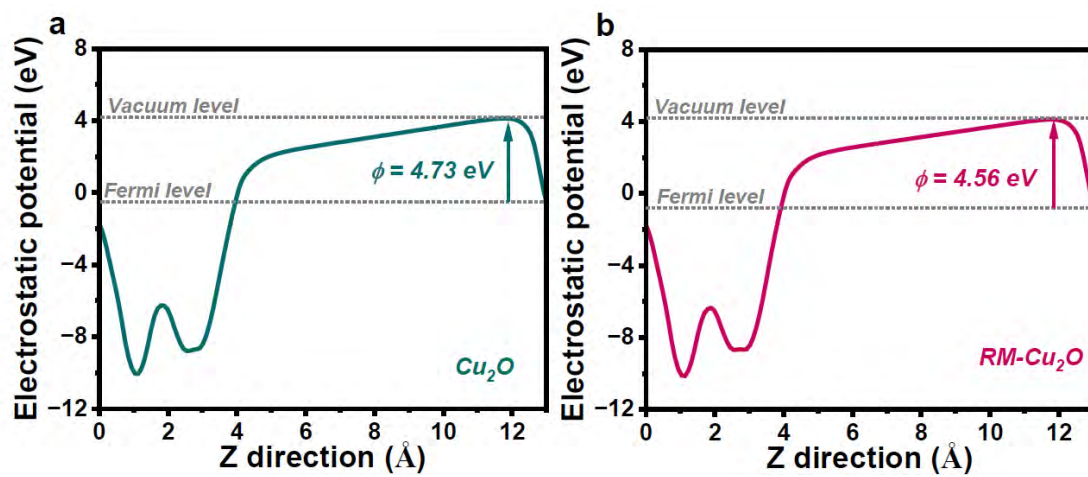 a
Electrostatic potential (eV)
8
4
0
−4
−8
−12
Vacuum level
ϕ = 4.73 eV
Fermi level
Cu₂O
0 2 4 6 8 10 12
Z direction (Å)
b
Electrostatic potential (eV)
8
4
0
−4
−8
−12
Vacuum level
ϕ = 4.56 eV
Fermi level
RM-Cu₂O
0 2 4 6 8 10 12
Z direction (Å)